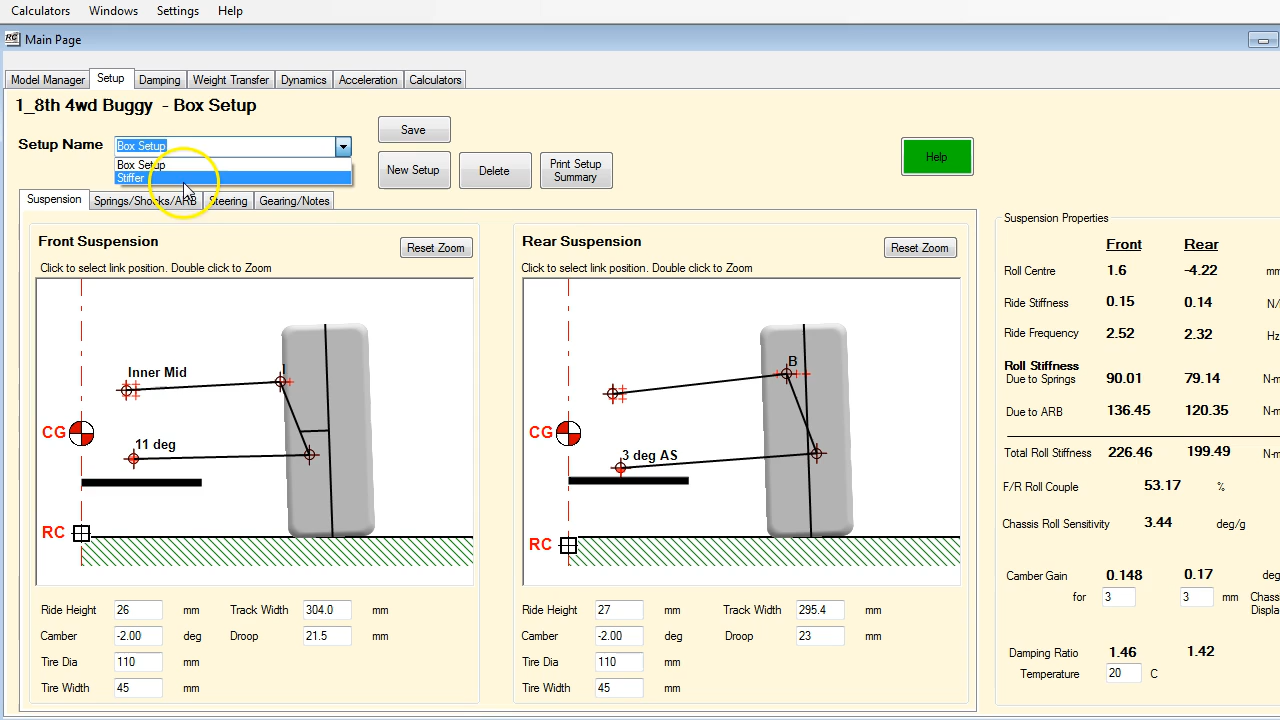 Calculators Windows Settings Help
RC Main Page
Model Manager Setup Damping Weight Transfer Dynamics Acceleration Calculators
1_8th 4wd Buggy - Box Setup
Setup Name Box Setup
Box Setup
Stiffer
Save
New Setup Delete Print Setup Summary
Help
Suspension Springs/Shocks/ARB Steering Gearing/Notes
Front Suspension Reset Zoom
Click to select link position. Double click to Zoom
Inner Mid I
CG
11 deg
RC
Ride Height 26 mm Track Width 304.0 mm
Camber -2.00 deg Droop 21.5 mm
Tire Dia 110 mm
Tire Width 45 mm
Rear Suspension Reset Zoom
Click to select link position. Double click to Zoom
B
CG
3 deg AS
RC
Ride Height 27 mm Track Width 295.4 mm
Camber -2.00 deg Droop 23 mm
Tire Dia 110 mm
Tire Width 45 mm
Suspension Properties
Front Rear
Roll Centre 1.6 -4.22 mm
Ride Stiffness 0.15 0.14 N/
Ride Frequency 2.52 2.32 Hz
Roll Stiffness
Due to Springs 90.01 79.14 N-m
Due to ARB 136.45 120.35 N-m
Total Roll Stiffness 226.46 199.49 N-m
F/R Roll Couple 53.17 %
Chassis Roll Sensitivity 3.44 deg/g
Camber Gain 0.148 0.17 deg
for 3 3 mm Chass
Displa
Damping Ratio 1.46 1.42
Temperature 20 C